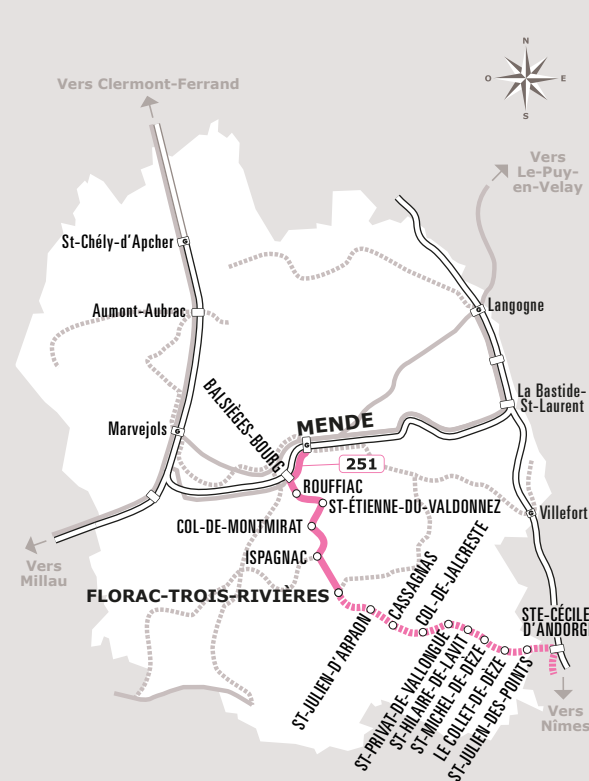 N
O
E
S
Vers Clermont-Ferrand
Vers
Le-Puy-
en-Velay
St-Chély-d'Apcher
Aumont-Aubrac
Langogne
La Bastide-
St-Laurent
BALSIÈGES-BOURG
Marvejols
MENDE
251
ROUFFIAC
ST-ÉTIENNE-DU-VALDONNEZ
Villefort
COL-DE-MONTMIRAT
ISPAGNAC
Vers
Millau
FLORAC-TROIS-RIVIÈRES
ST-JULIEN-D'ARPAON
CASSAGNAS
COL-DE-JALCRESTE
ST-PRIVAT-DE-VALLONGUE
ST-HILAIRE-DE-LAVIT
ST-MICHEL-DE-DÈZE
LE COLLET-DE-DÈZE
ST-JULIEN-DES-POINTS
STE-CÉCILE
D'ANDORGE
Vers
Nîmes